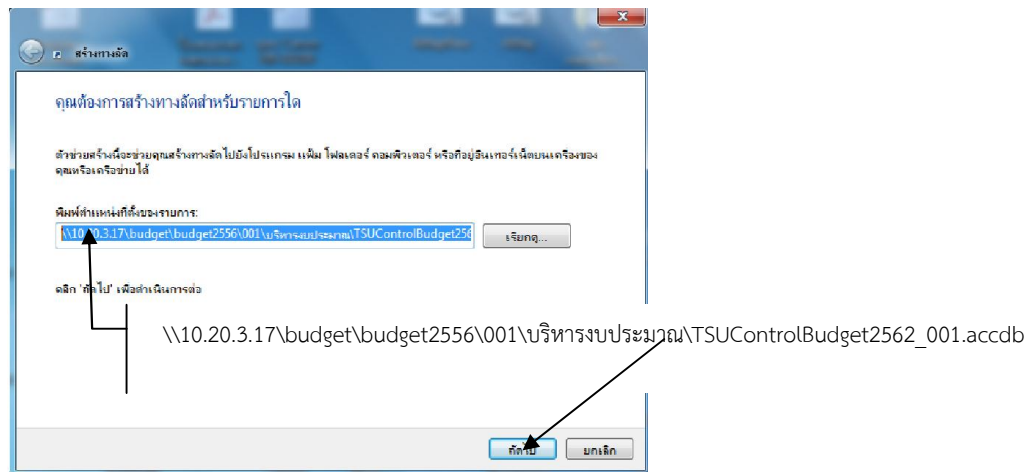 สร้างทางลัด
คุณต้องการสร้างทางลัดสำหรับรายการใด
ตัวช่วยสร้างนี้จะช่วยคุณสร้างทางลัดไปยังโปรแกรม แฟ้ม โฟลเดอร์ คอมพิวเตอร์ หรือที่อยู่อินเทอร์เน็ตบนเครื่องของ
คุณหรือเครือข่ายได้
พิมพ์ตำแหน่งที่ตั้งของรายการ:
\\10.20.3.17\budget\budget2556\001\บริหารงบประมาณ\TSUControlBudget256
เรียกดู...
คลิก 'ถัดไป' เพื่อดำเนินการต่อ
\\10.20.3.17\budget\budget2556\001\บริหารงบประมาณ\TSUControlBudget2562_001.accdb
ถัดไป
ยกเลิก